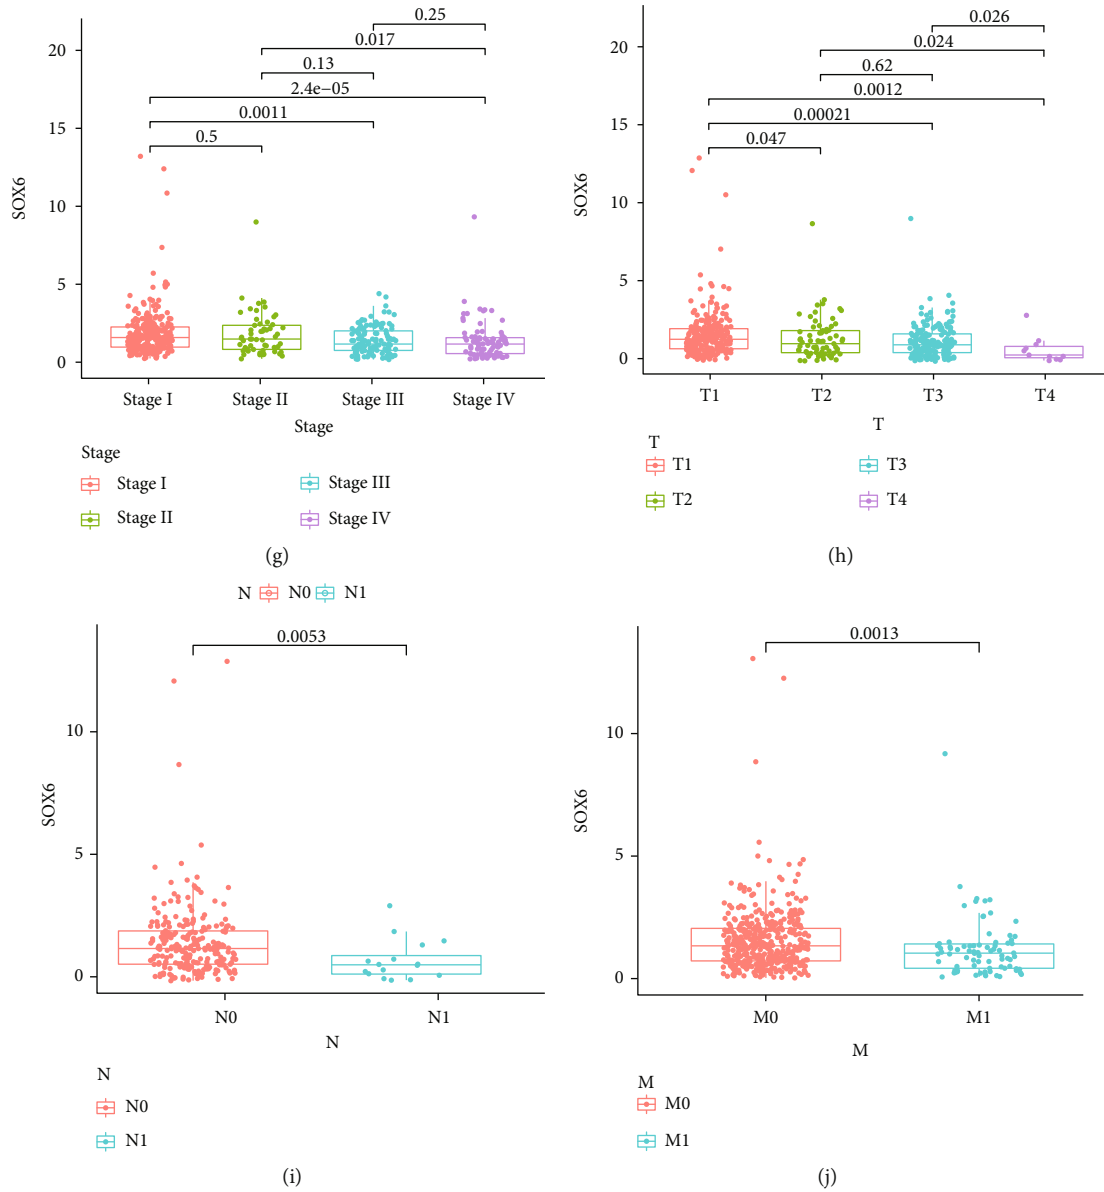 0.25
0.017
0.13
2.4e−05
0.0011
0.5
20
15
10
5
0
SOX6
Stage I Stage II Stage III Stage IV
Stage
Stage
Stage I Stage III
Stage II Stage IV
(g)
0.026
0.024
0.62
0.0012
0.00021
0.047
20
15
10
5
0
SOX6
T1 T2 T3 T4
T
T
T1 T3
T2 T4
(h)
N N0 N1
0.0053
10
5
0
SOX6
N0 N1
N
N
N0
N1
(i)
0.0013
10
5
0
SOX6
M0 M1
M
M
M0
M1
(j)